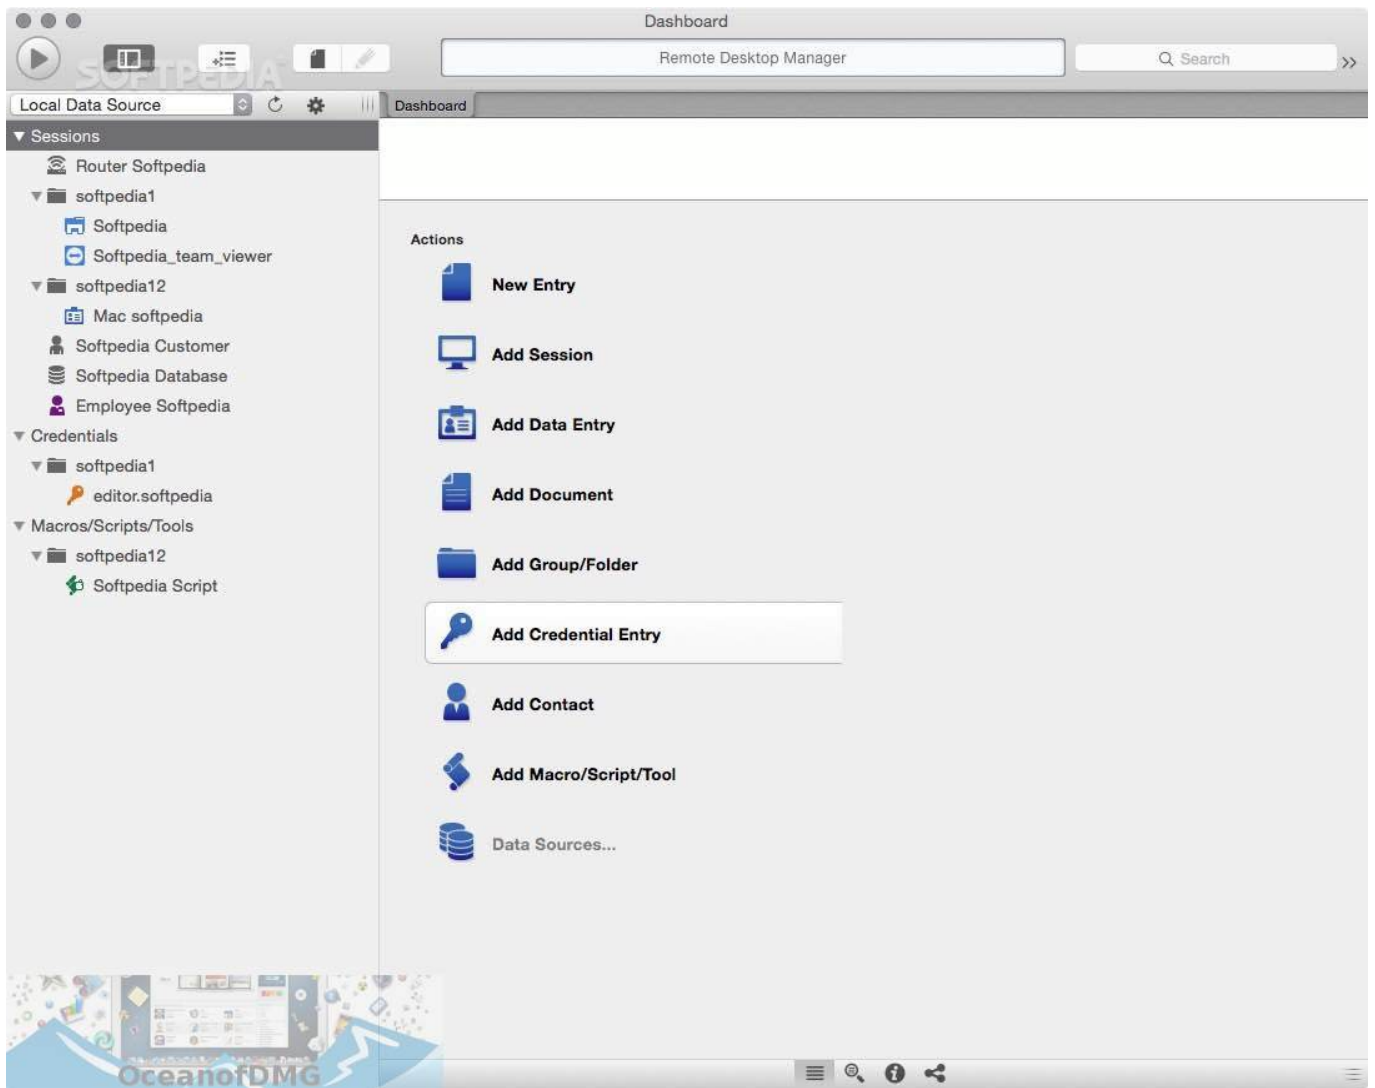 Dashboard
Remote Desktop Manager
Search
SOFTPEDIA
Local Data Source
Dashboard
Sessions
Router Softpedia
softpedia1
Softpedia
Softpedia_team_viewer
softpedia12
Mac softpedia
Softpedia Customer
Softpedia Database
Employee Softpedia
Credentials
softpedia1
editor.softpedia
Macros/Scripts/Tools
softpedia12
Softpedia Script
Actions
New Entry
Add Session
Add Data Entry
Add Document
Add Group/Folder
Add Credential Entry
Add Contact
Add Macro/Script/Tool
Data Sources...
OceanofDMG